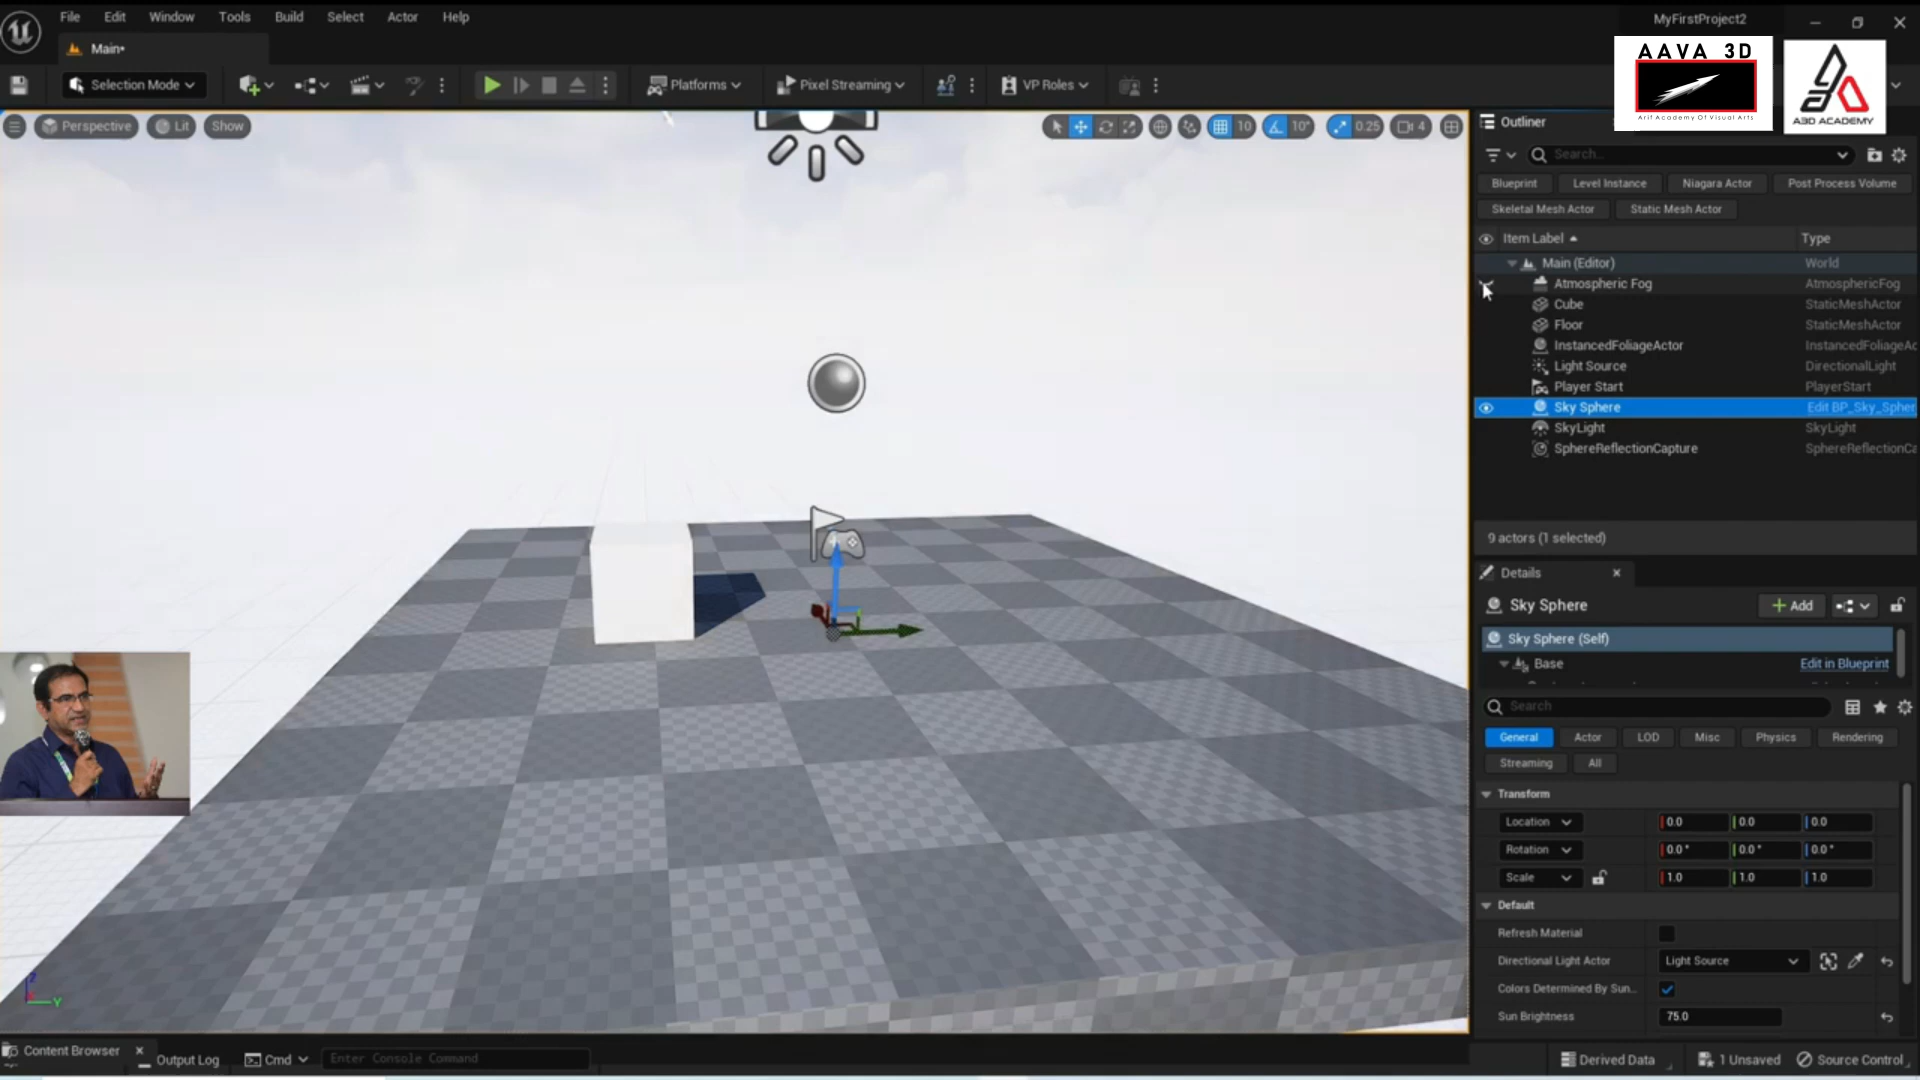 File Edit Window Tools Build Select Actor Help
MyFirstProject2
Main•
Selection Mode
Platforms
Pixel Streaming
VP Roles
AAVA 3D
Arif Academy Of Visual Arts
A3D ACADEMY
Perspective Lit Show
10 10° 0.25 4
Outliner
Search...
Blueprint Level Instance Niagara Actor Post Process Volume
Skeletal Mesh Actor Static Mesh Actor
Item Label Type
Main (Editor) World
Atmospheric Fog AtmosphericFog
Cube StaticMeshActor
Floor StaticMeshActor
InstancedFoliageActor InstancedFoliageAc
Light Source DirectionalLight
Player Start PlayerStart
Sky Sphere Edit BP_Sky_Spher
SkyLight SkyLight
SphereReflectionCapture SphereReflectionCa
9 actors (1 selected)
Details
Sky Sphere Add
Sky Sphere (Self)
Base Edit in Blueprint
Search
General Actor LOD Misc Physics Rendering
Streaming All
Transform
Location 0.0 0.0 0.0
Rotation 0.0° 0.0° 0.0°
Scale 1.0 1.0 1.0
Default
Refresh Material
Directional Light Actor Light Source
Colors Determined By Sun...
Sun Brightness 75.0
Z
Y
Content Browser Output Log Cmd Enter Console Command
Derived Data 1 Unsaved Source Control